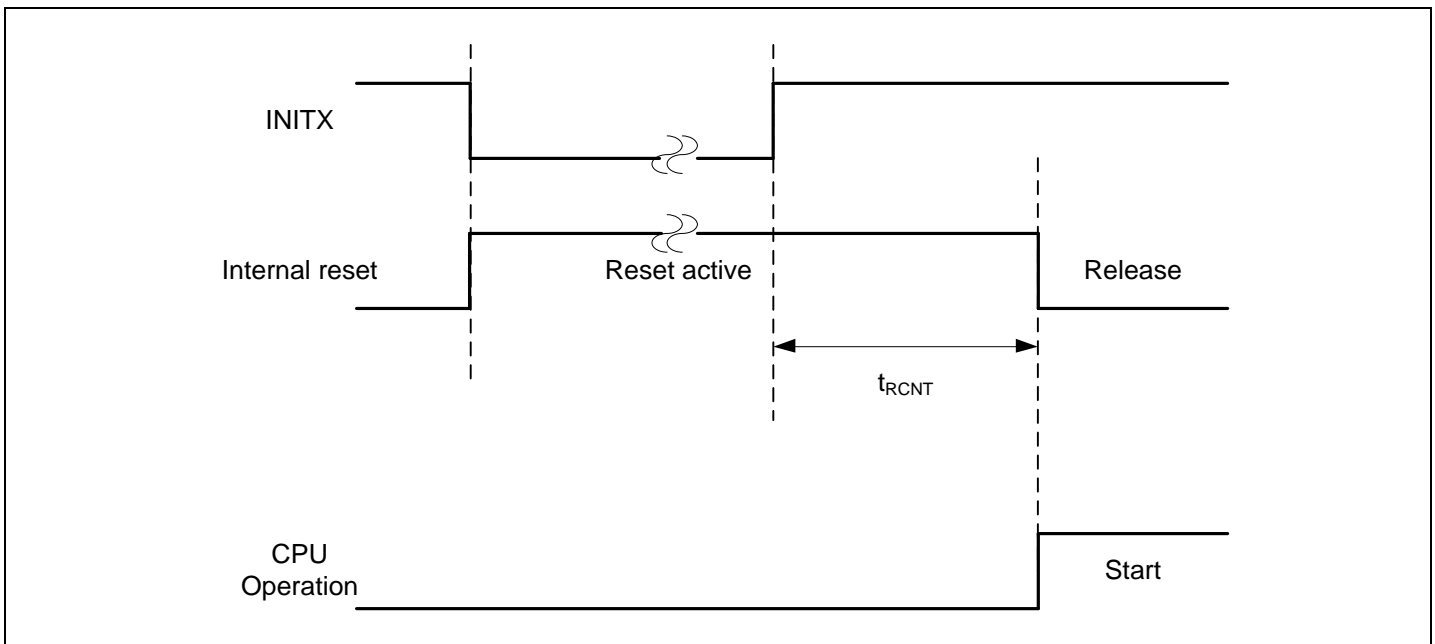 INITX
Internal reset
Reset active
Release
tRCNT
CPU
Operation
Start